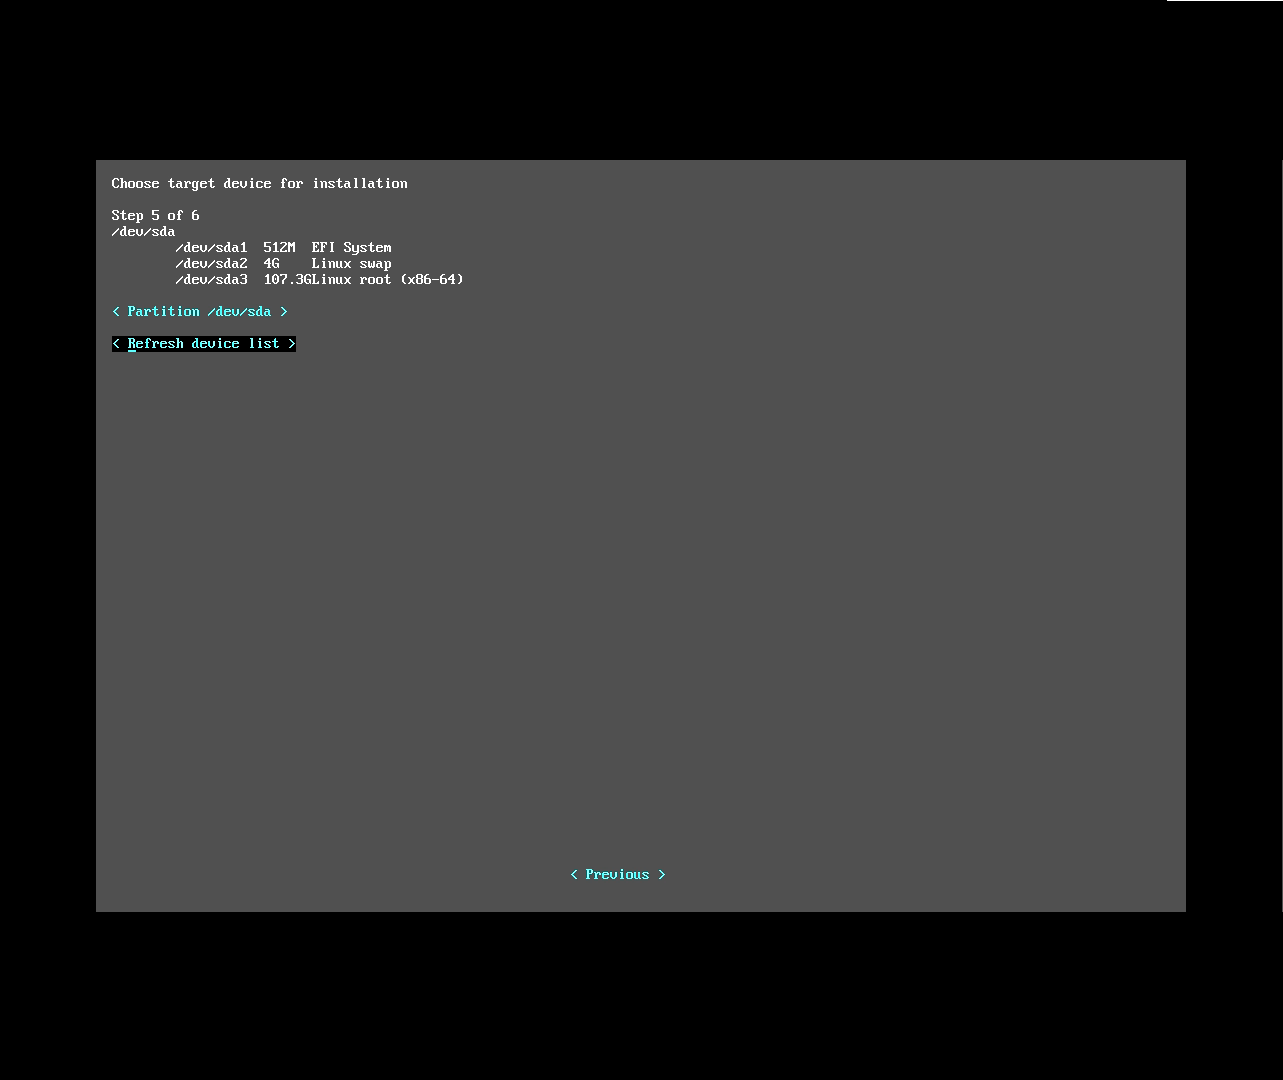 Choose target device for installation
Step 5 of 6
/dev/sda
/dev/sda1  512M  EFI System
/dev/sda2  4G    Linux swap
/dev/sda3  107.3GLinux root (x86-64)
< Partition /dev/sda >
< Refresh device list >
< Previous >